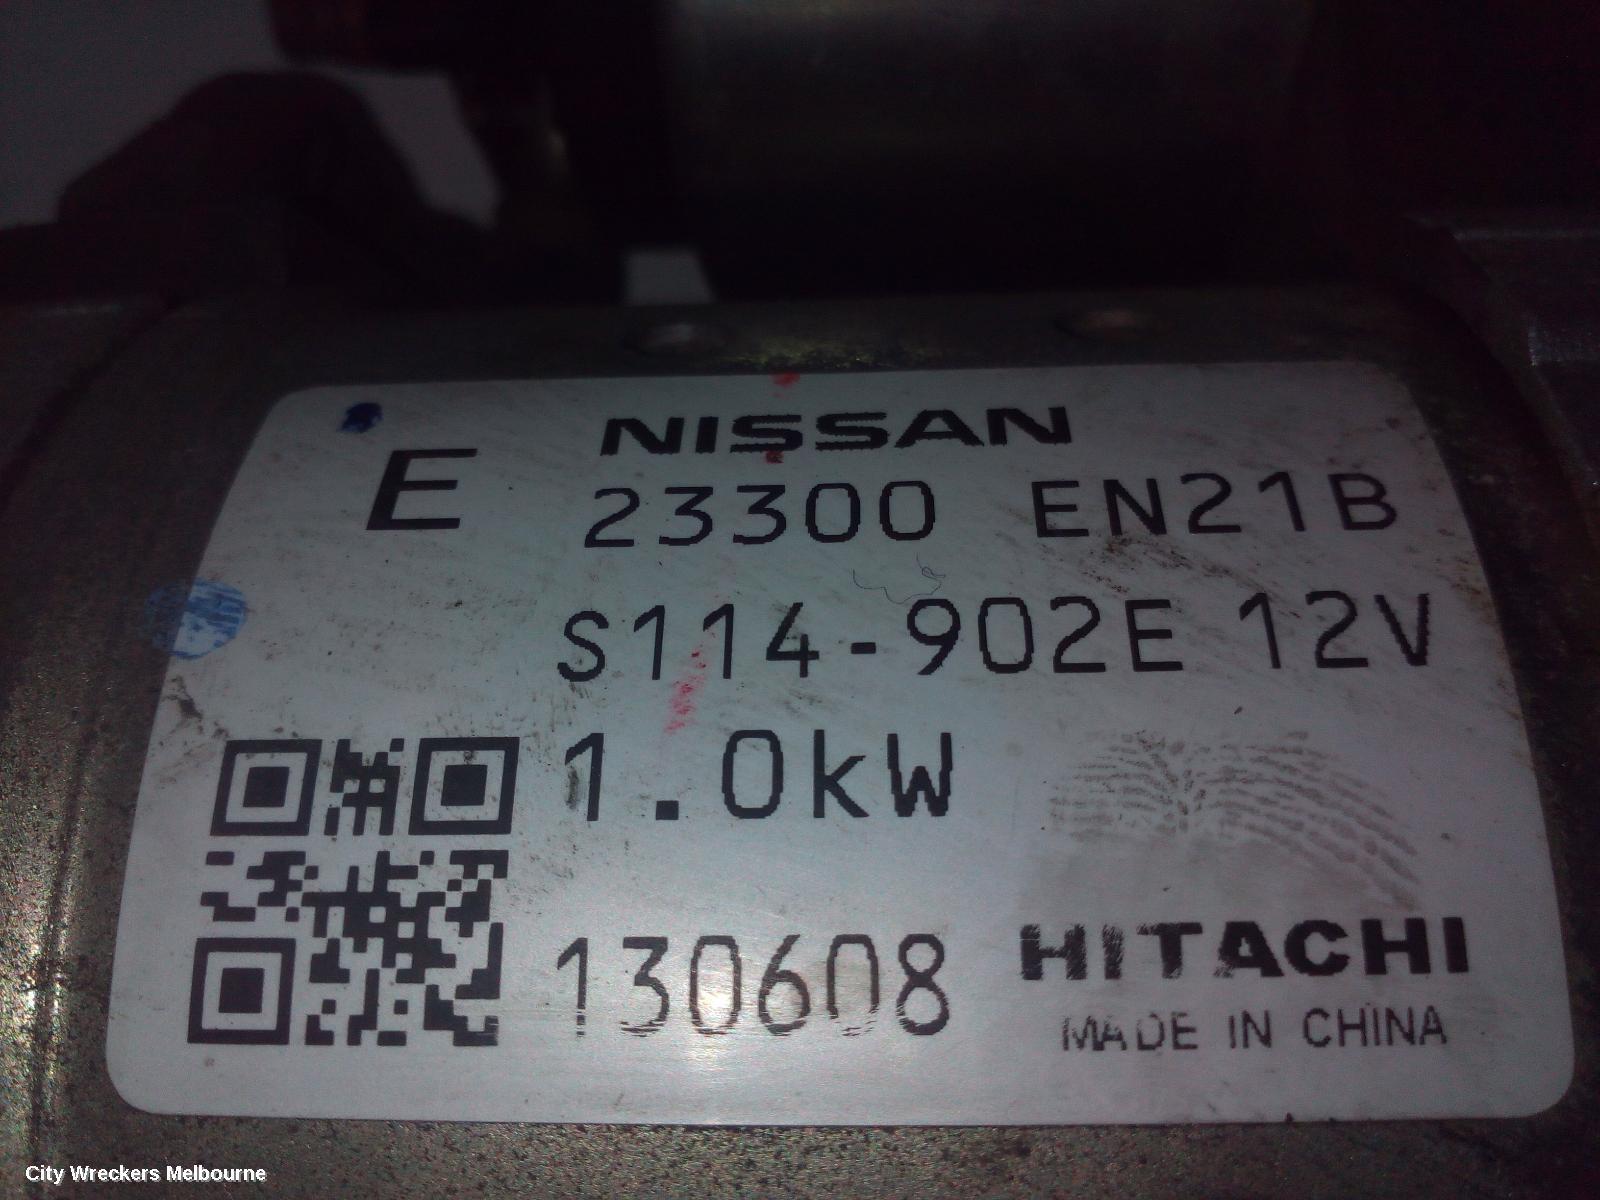 NISSAN
E
23300 EN21B
S114-902E 12V
1.0kW
130608
HITACHI
MADE IN CHINA
City Wreckers Melbourne